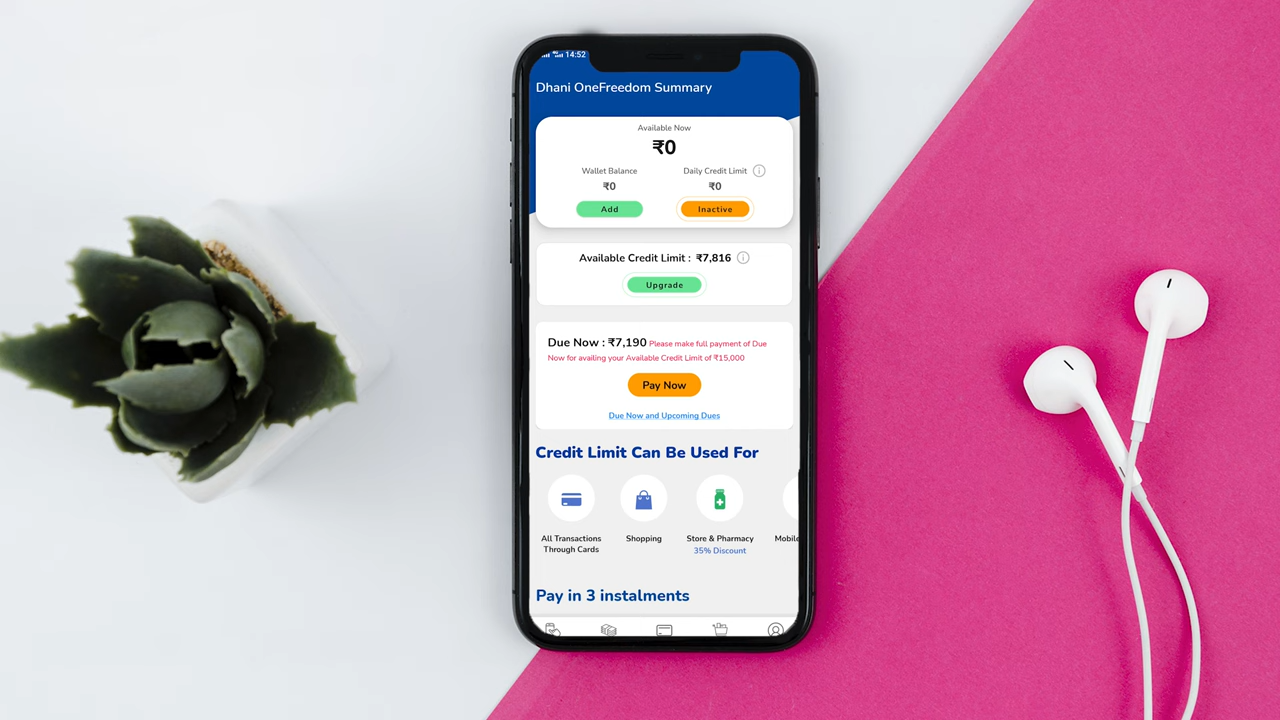 14:52
Dhani OneFreedom Summary
Available Now
₹0
Wallet Balance
Daily Credit Limit
₹0
₹0
Add
Inactive
Available Credit Limit : ₹7,816
Upgrade
Due Now : ₹7,190 Please make full payment of Due
Now for availing your Available Credit Limit of ₹15,000
Pay Now
Due Now and Upcoming Dues
Credit Limit Can Be Used For
All Transactions
Through Cards
Shopping
Store & Pharmacy
35% Discount
Mobile
Pay in 3 instalments